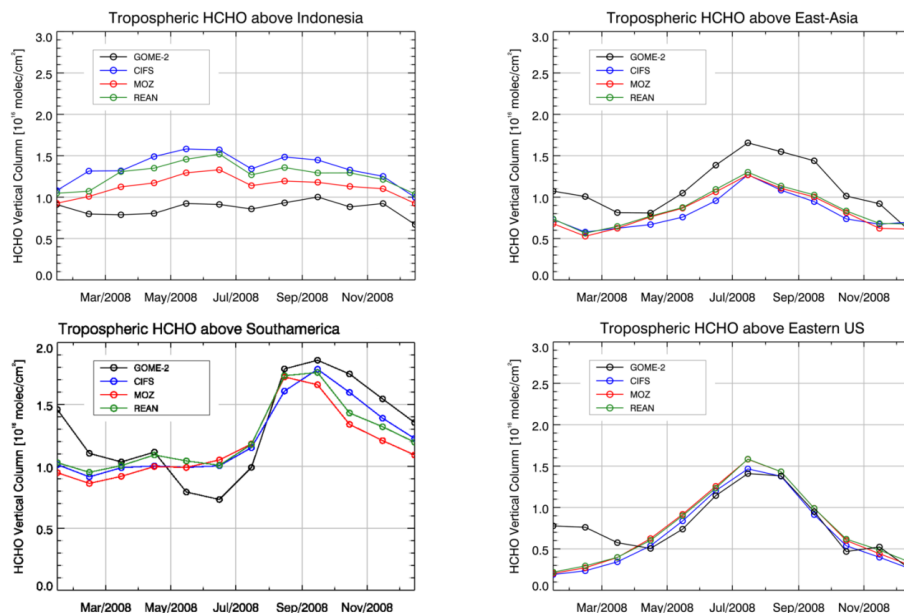 Tropospheric HCHO above Indonesia
HCHO Vertical Column [10¹⁶ molec/cm²]
3.0
2.5
2.0
1.5
1.0
0.5
0.0
GOME-2
CIFS
MOZ
REAN
Mar/2008 May/2008 Jul/2008 Sep/2008 Nov/2008
Tropospheric HCHO above East-Asia
HCHO Vertical Column [10¹⁶ molec/cm²]
3.0
2.5
2.0
1.5
1.0
0.5
0.0
GOME-2
CIFS
MOZ
REAN
Mar/2008 May/2008 Jul/2008 Sep/2008 Nov/2008
Tropospheric HCHO above Southamerica
HCHO Vertical Column [10¹⁶ molec/cm²]
2.0
1.5
1.0
0.5
0.0
GOME-2
CIFS
MOZ
REAN
Mar/2008 May/2008 Jul/2008 Sep/2008 Nov/2008
Tropospheric HCHO above Eastern US
HCHO Vertical Column [10¹⁶ molec/cm²]
3.0
2.5
2.0
1.5
1.0
0.5
0.0
GOME-2
CIFS
MOZ
REAN
Mar/2008 May/2008 Jul/2008 Sep/2008 Nov/2008